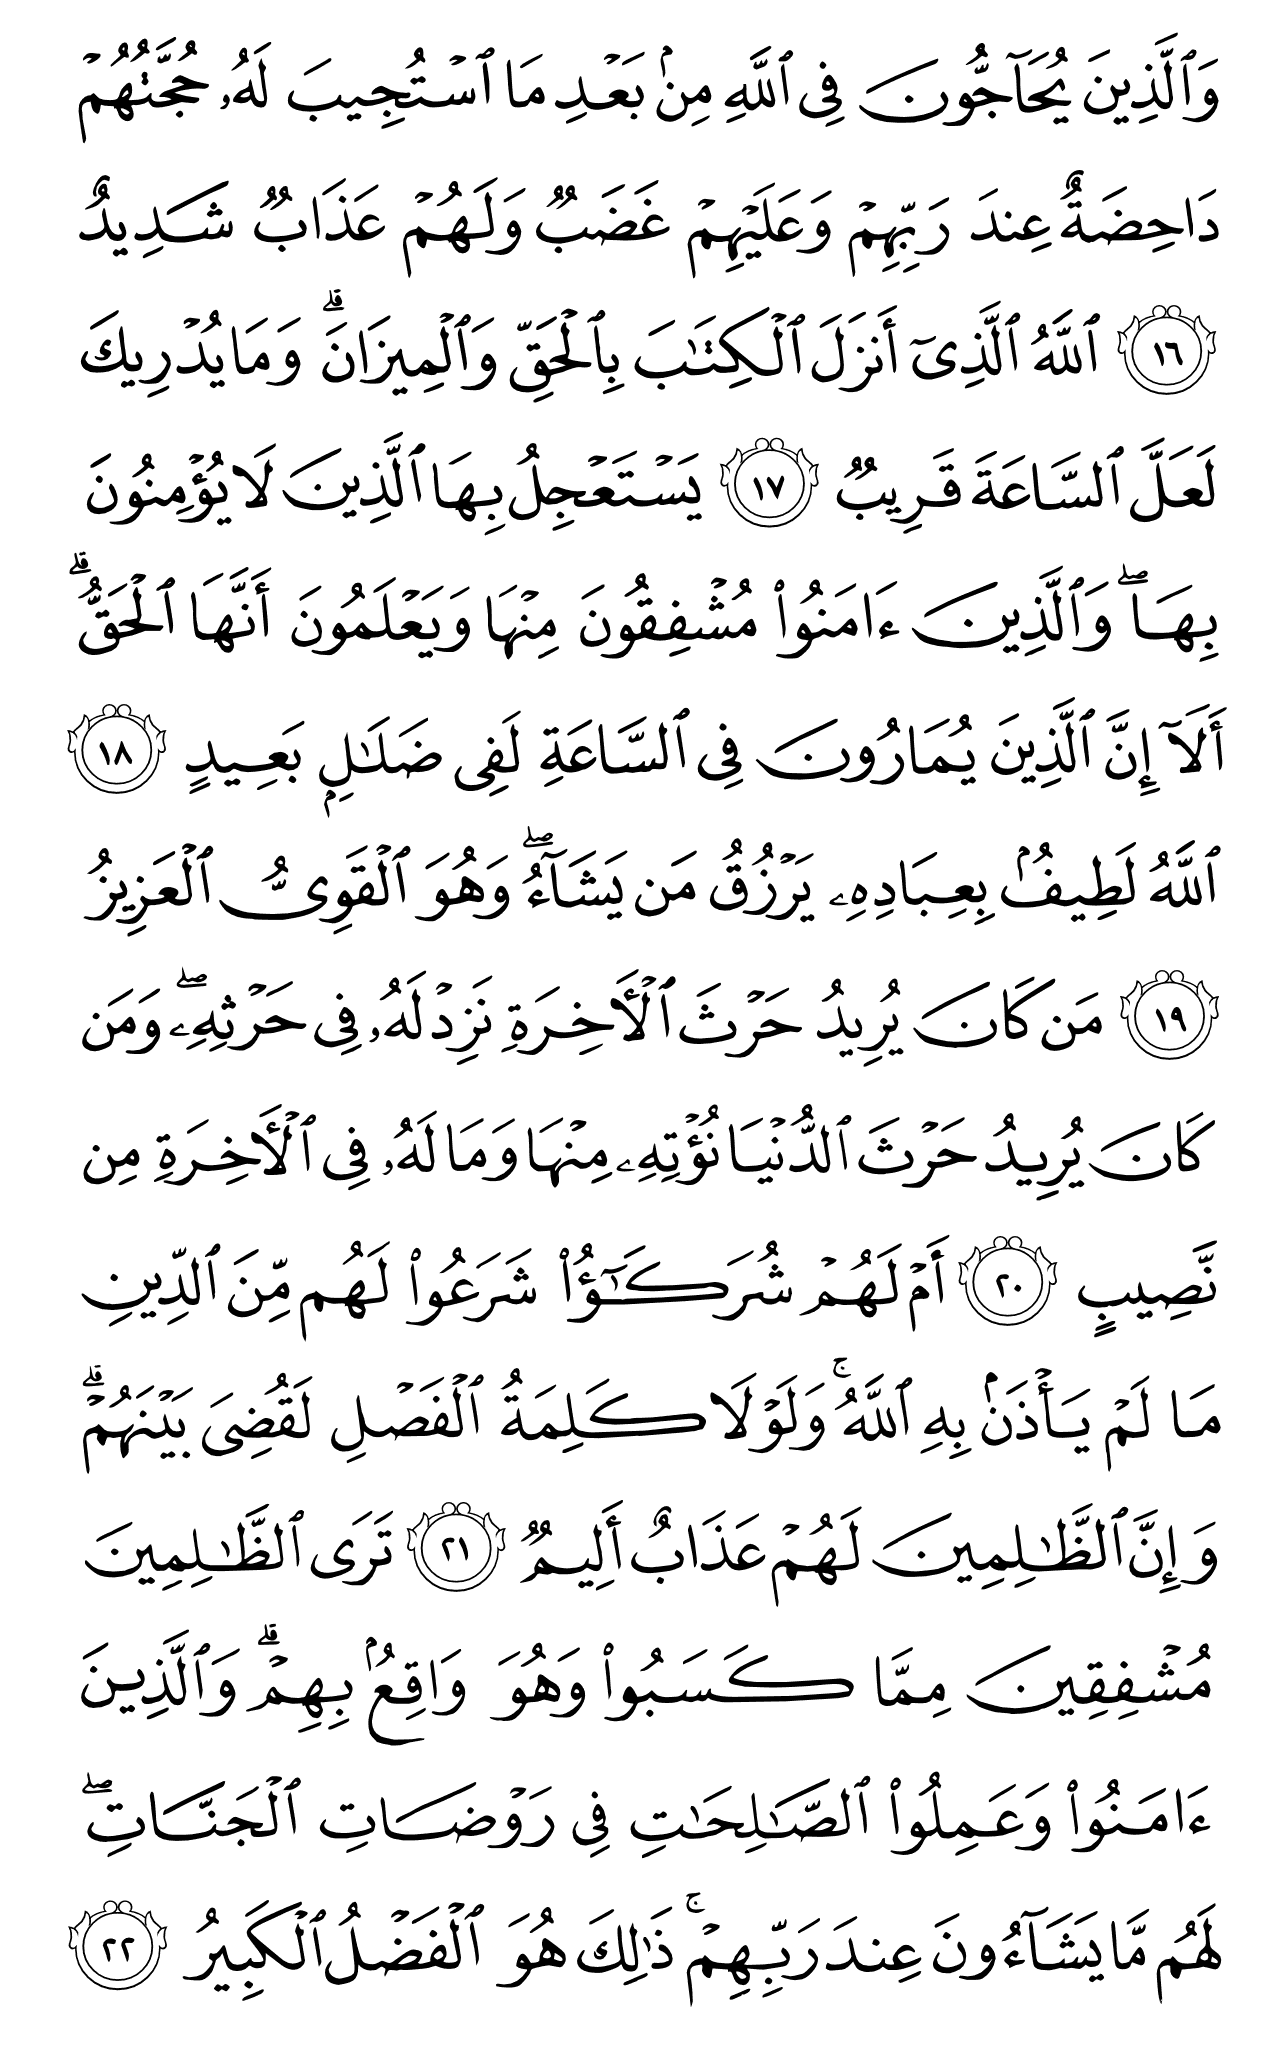 وَٱلَّذِينَ يُحَآجُّونَ فِى ٱللَّهِ مِنۢ بَعۡدِ مَا ٱسۡتُجِيبَ لَهُۥ حُجَّتُهُمۡ
دَاحِضَةٌ عِندَ رَبِّهِمۡ وَعَلَيۡهِمۡ غَضَبٞ وَلَهُمۡ عَذَابٞ شَدِيدٌ
١٦ ٱللَّهُ ٱلَّذِىٓ أَنزَلَ ٱلۡكِتَٰبَ بِٱلۡحَقِّ وَٱلۡمِيزَانَۗ وَمَا يُدۡرِيكَ
لَعَلَّ ٱلسَّاعَةَ قَرِيبٞ ١٧ يَسۡتَعۡجِلُ بِهَا ٱلَّذِينَ لَا يُؤۡمِنُونَ
بِهَاۖ وَٱلَّذِينَ ءَامَنُواْ مُشۡفِقُونَ مِنۡهَا وَيَعۡلَمُونَ أَنَّهَا ٱلۡحَقُّۗ
أَلَآ إِنَّ ٱلَّذِينَ يُمَارُونَ فِى ٱلسَّاعَةِ لَفِى ضَلَٰلِۭ بَعِيدٍ ١٨
ٱللَّهُ لَطِيفُۢ بِعِبَادِهِۦ يَرۡزُقُ مَن يَشَآءُۖ وَهُوَ ٱلۡقَوِىُّ ٱلۡعَزِيزُ
١٩ مَن كَانَ يُرِيدُ حَرۡثَ ٱلۡأٓخِرَةِ نَزِدۡ لَهُۥ فِى حَرۡثِهِۦۖ وَمَن
كَانَ يُرِيدُ حَرۡثَ ٱلدُّنۡيَا نُؤۡتِهِۦ مِنۡهَا وَمَا لَهُۥ فِى ٱلۡأٓخِرَةِ مِن
نَّصِيبٍ ٢٠ أَمۡ لَهُمۡ شُرَكَٰٓؤُاْ شَرَعُواْ لَهُم مِّنَ ٱلدِّينِ
مَا لَمۡ يَأۡذَنۢ بِهِ ٱللَّهُۚ وَلَوۡلَا كَلِمَةُ ٱلۡفَصۡلِ لَقُضِىَ بَيۡنَهُمۡۗ
وَإِنَّ ٱلظَّٰلِمِينَ لَهُمۡ عَذَابٌ أَلِيمٞ ٢١ تَرَى ٱلظَّٰلِمِينَ
مُشۡفِقِينَ مِمَّا كَسَبُواْ وَهُوَ وَاقِعُۢ بِهِمۡۗ وَٱلَّذِينَ
ءَامَنُواْ وَعَمِلُواْ ٱلصَّٰلِحَٰتِ فِى رَوۡضَاتِ ٱلۡجَنَّاتِۖ
لَهُم مَّا يَشَآءُونَ عِندَ رَبِّهِمۡۚ ذَٰلِكَ هُوَ ٱلۡفَضۡلُ ٱلۡكَبِيرُ ٢٢